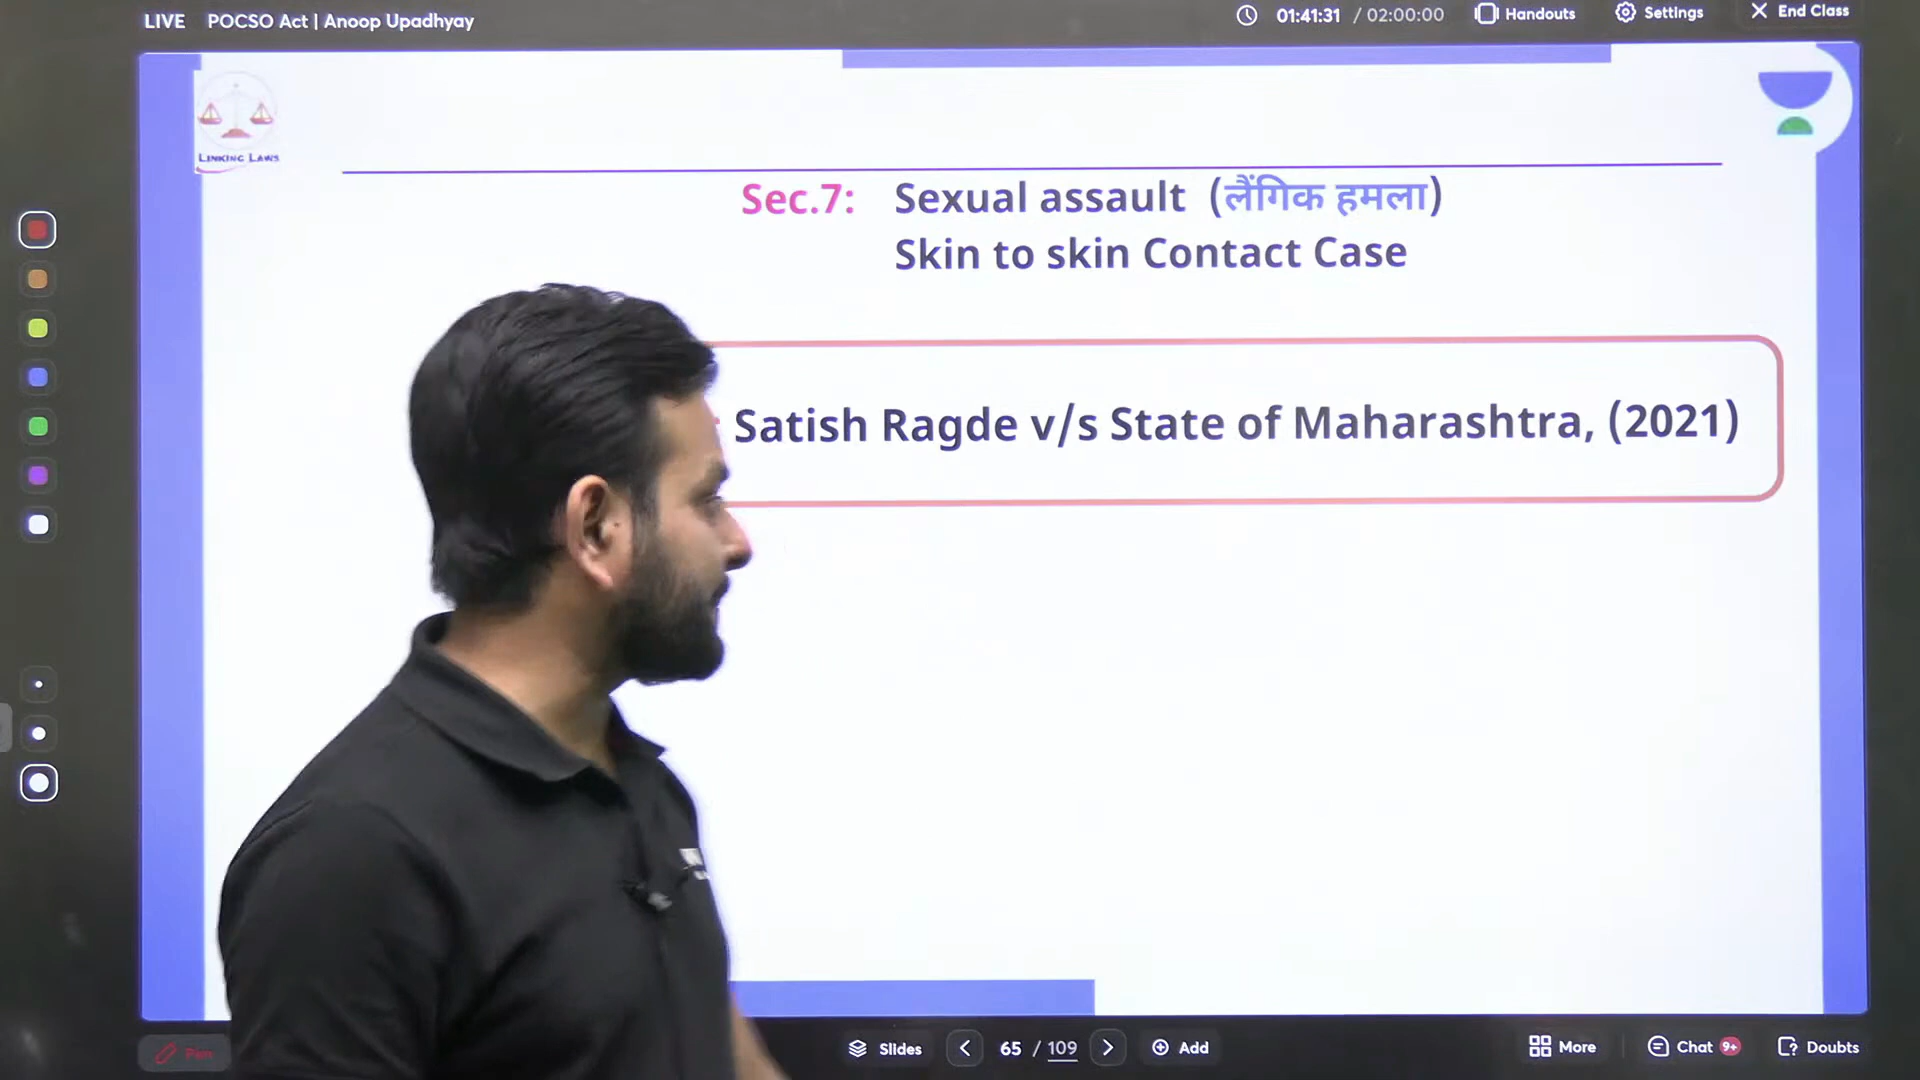 LIVE POCSO Act | Anoop Upadhyay
01:41:31 / 02:00:00 Handouts Settings End Class
LINKING LAWS
Sec.7: Sexual assault (लैंगिक हमला)
Skin to skin Contact Case
Satish Ragde v/s State of Maharashtra, (2021)
Pen Slides 65 / 109 Add More Chat 9+ Doubts